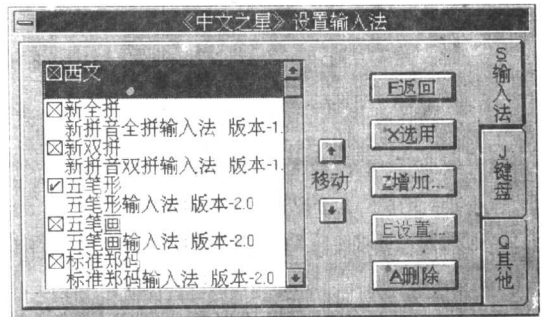 《中文之星》设置输入法
西文
新全拼
新拼音全拼输入法 版本-1.
新双拼
新拼音双拼输入法 版本-1.
五笔形
五笔形输入法 版本-2.0
五笔画
五笔画输入法 版本-2.0
标准郑码
标准郑码输入法 版本-2.0
移动
F返回
X选用
Z增加...
E设置...
A删除
S输入法
J键盘
Q其他